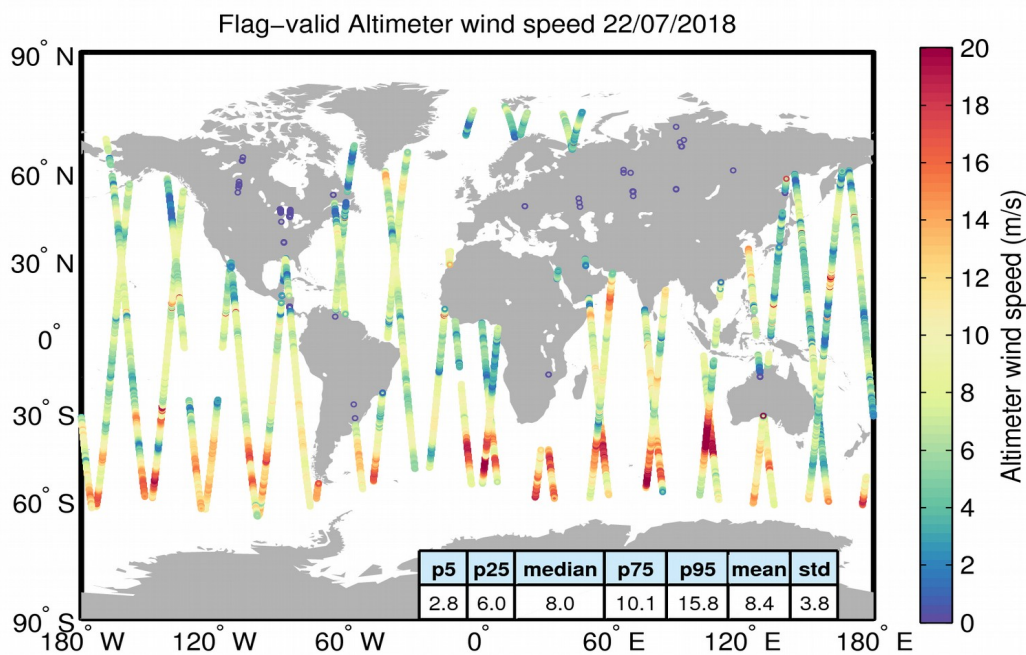 Flag−valid Altimeter wind speed 22/07/2018
90° N
60° N
30° N
0°
30° S
60° S
90° S
180° W
120° W
60° W
0°
60° E
120° E
180° E
p5 p25 median p75 p95 mean std
2.8 6.0 8.0 10.1 15.8 8.4 3.8
20
18
16
14
12
10
8
6
4
2
0
Altimeter wind speed (m/s)